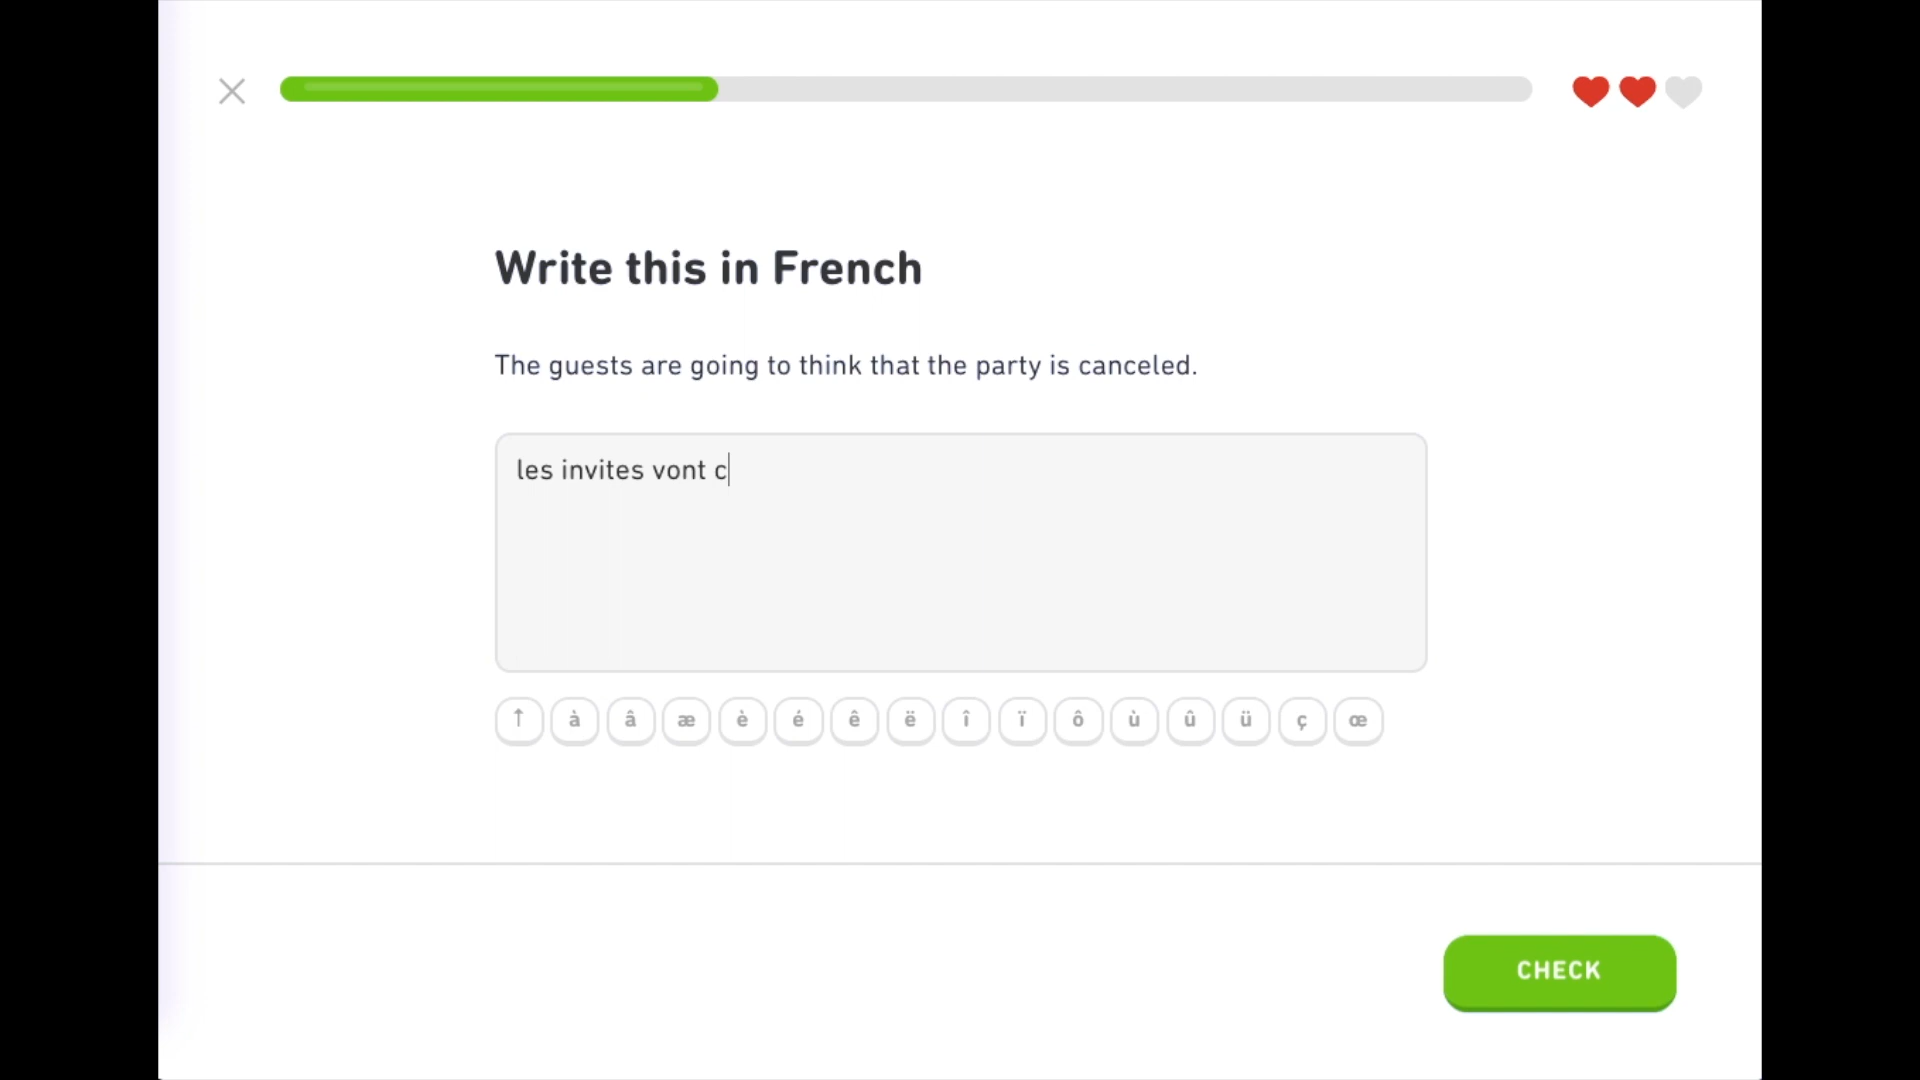 Write this in French
The guests are going to think that the party is canceled.
les invites vont c
↑ à â æ è é ê ë î ï ô ù û ü ç œ
CHECK